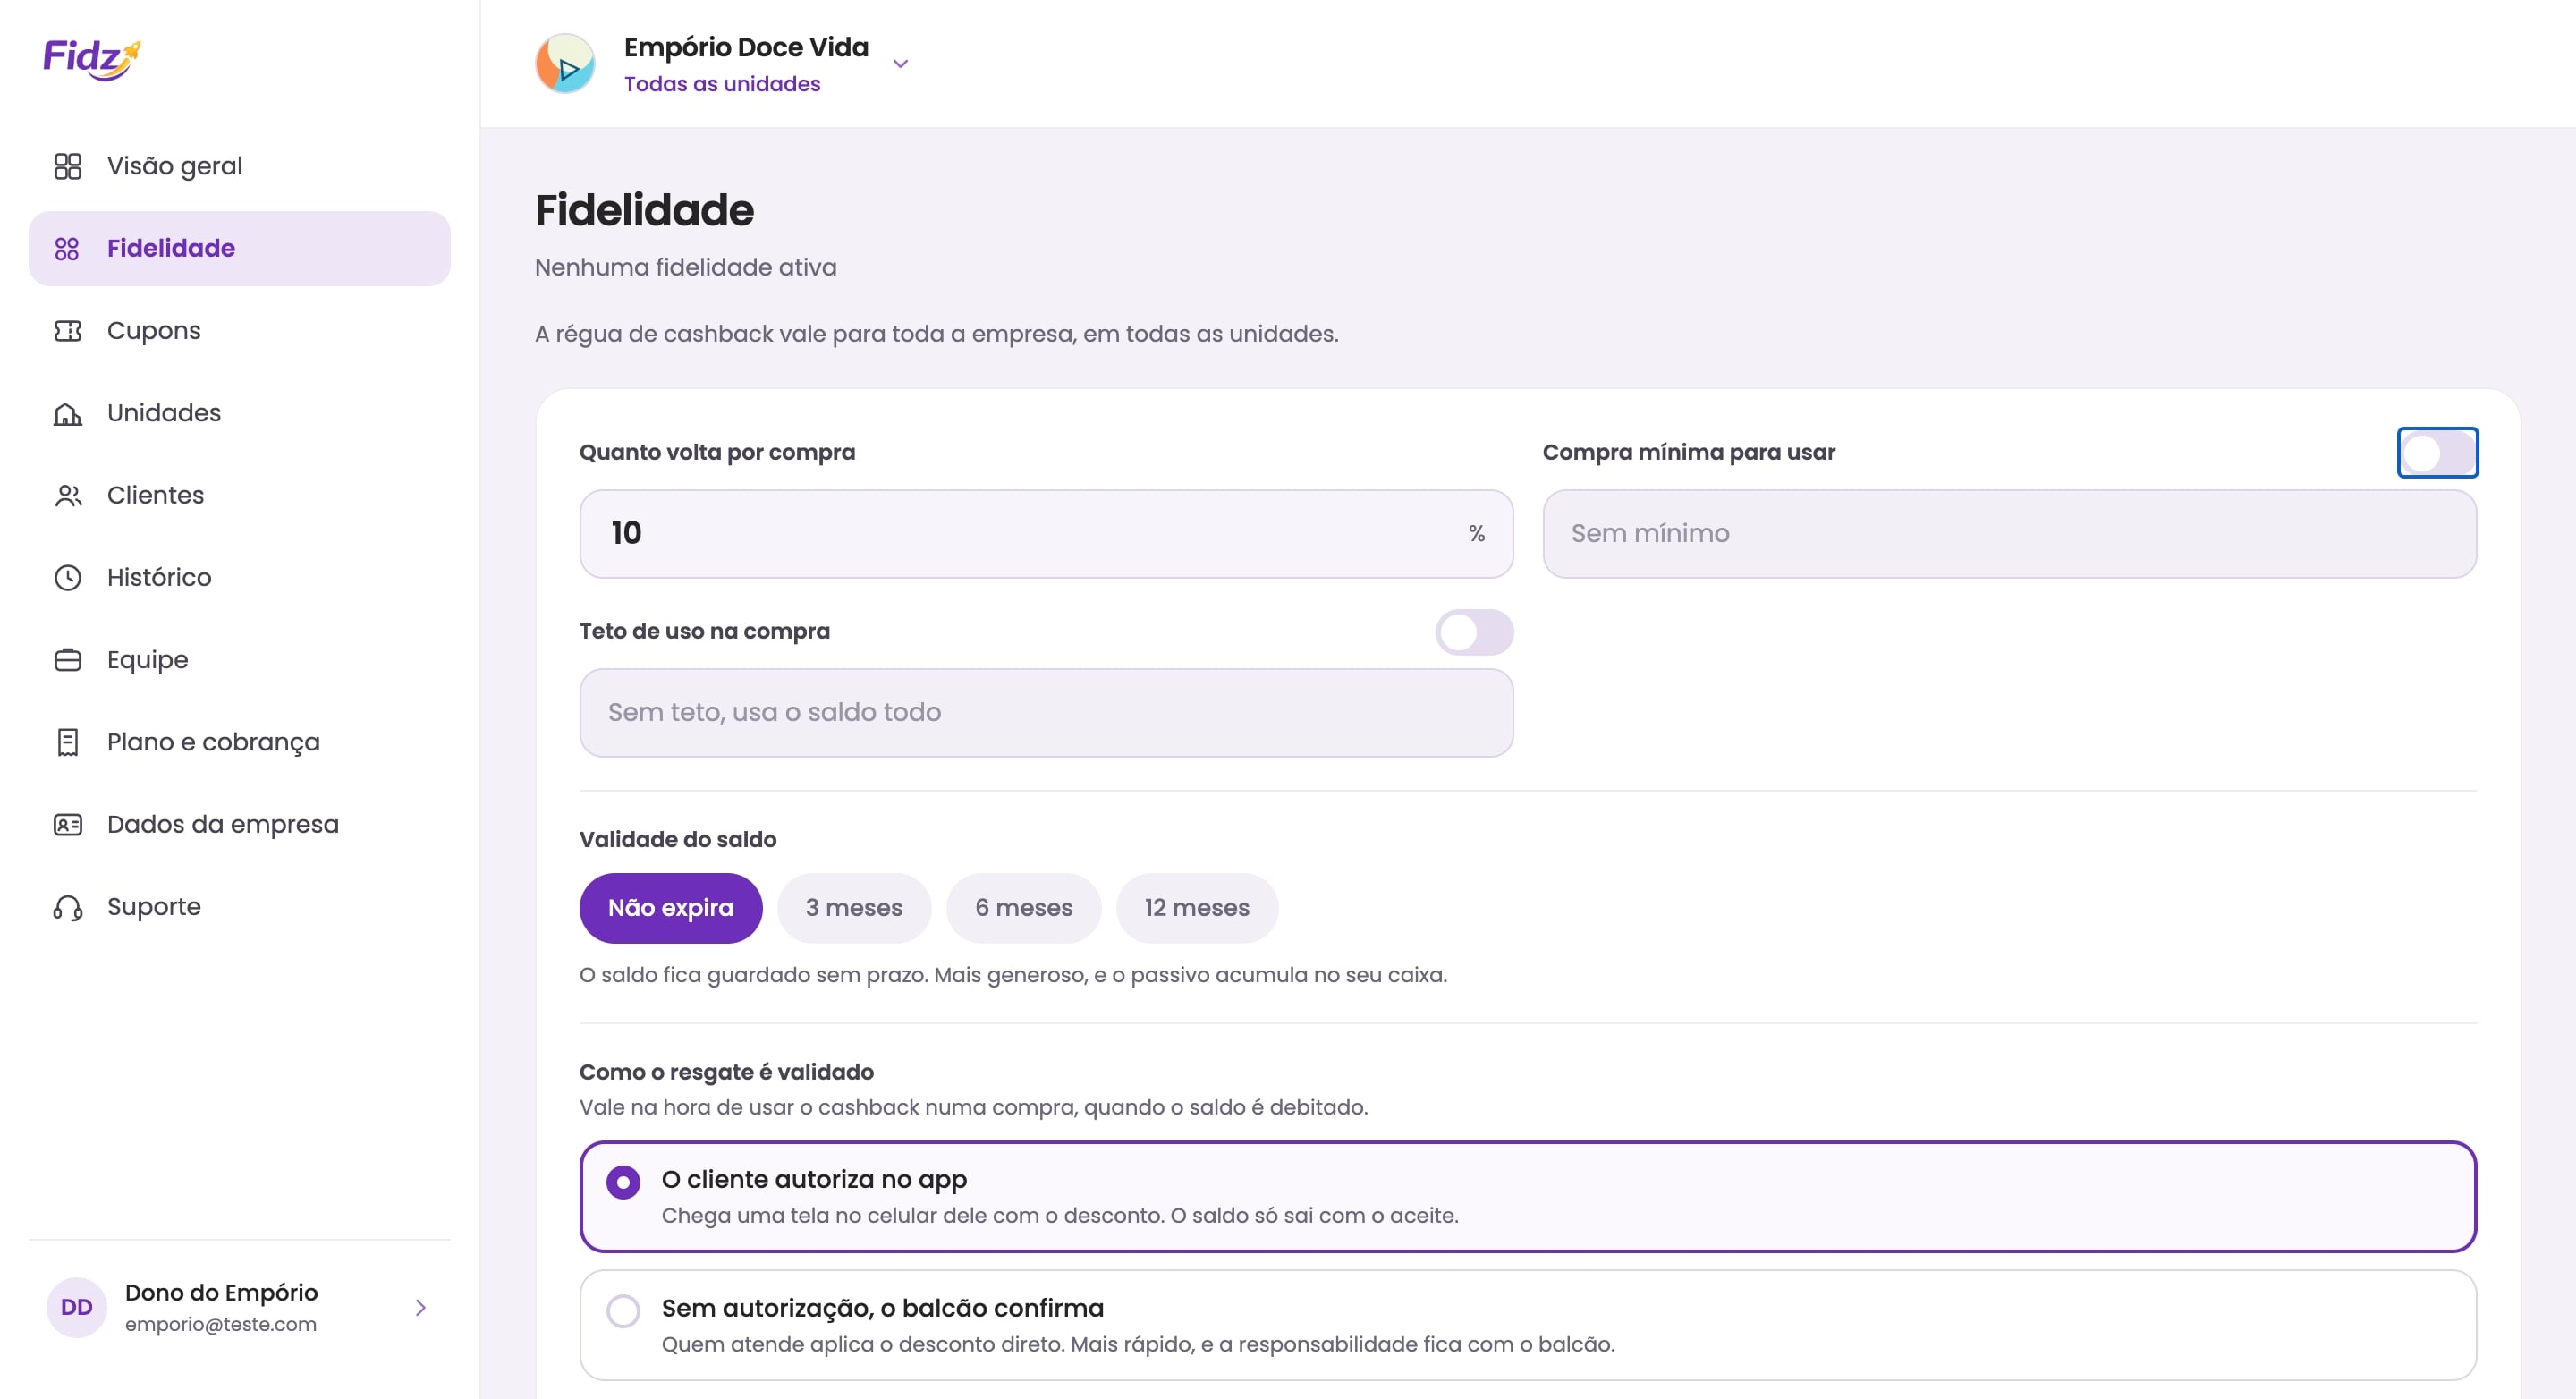 Fidz
Empório Doce Vida
Todas as unidades
Visão geral
Fidelidade
Cupons
Unidades
Clientes
Histórico
Equipe
Plano e cobrança
Dados da empresa
Suporte
DD
Dono do Empório
emporio@teste.com
Fidelidade
Nenhuma fidelidade ativa
A régua de cashback vale para toda a empresa, em todas as unidades.
Quanto volta por compra
10 %
Compra mínima para usar
Sem mínimo
Teto de uso na compra
Sem teto, usa o saldo todo
Validade do saldo
Não expira 3 meses 6 meses 12 meses
O saldo fica guardado sem prazo. Mais generoso, e o passivo acumula no seu caixa.
Como o resgate é validado
Vale na hora de usar o cashback numa compra, quando o saldo é debitado.
O cliente autoriza no app
Chega uma tela no celular dele com o desconto. O saldo só sai com o aceite.
Sem autorização, o balcão confirma
Quem atende aplica o desconto direto. Mais rápido, e a responsabilidade fica com o balcão.